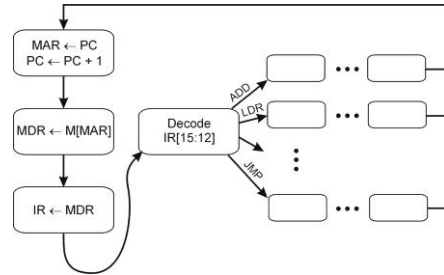 MAR ← PC
PC ← PC + 1
MDR ← M[MAR]
IR ← MDR
Decode
IR[15:12]
ADD
LDR
JMP